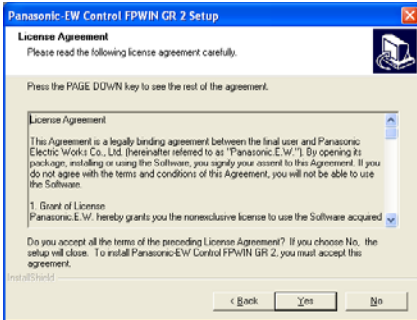 Panasonic-EW Control FPWIN GR 2 Setup
License Agreement
Please read the following license agreement carefully.
Press the PAGE DOWN key to see the rest of the agreement.
License Agreement
This Agreement is a legally binding agreement between the final user and Panasonic
Electric Works Co., Ltd. (hereinafter referred to as "Panasonic.E.W."). By opening its
package, installing or using the Software, you signify your assent to this Agreement. If you
do not agree with the terms and conditions of this Agreement, you will not be able to use
the Software.
1. Grant of License
Panasonic.E.W. hereby grants you the nonexclusive license to use the Software acquired
Do you accept all the terms of the preceding License Agreement? If you choose No, the
setup will close. To install Panasonic-EW Control FPWIN GR 2, you must accept this
agreement.
InstallShield
< Back Yes No